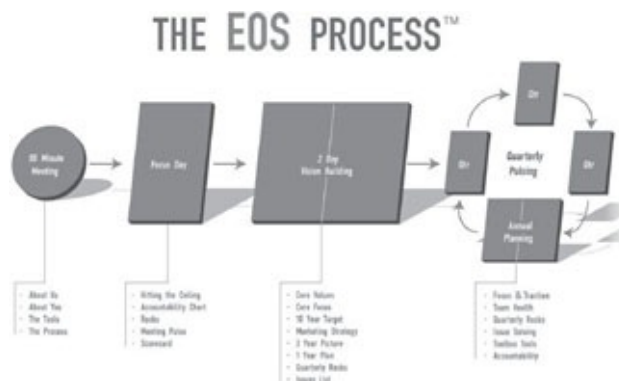 THE EOS PROCESS™
90 Minute
Meeting
Focus Day
2 Day
Vision Building
Qtr
Qtr
Quarterly
Pulsing
Qtr
Annual
Planning
· About Us
· About You
· The Tools
· The Process
· Hitting the Ceiling
· Accountability Chart
· Rocks
· Meeting Pulse
· Scorecard
· Core Values
· Core Focus
· 10 Year Target
· Marketing Strategy
· 3 Year Picture
· 1 Year Plan
· Quarterly Rocks
· Issues List
· Focus & Traction
· Team Health
· Quarterly Rocks
· Issue Solving
· Toolbox Tools
· Accountability